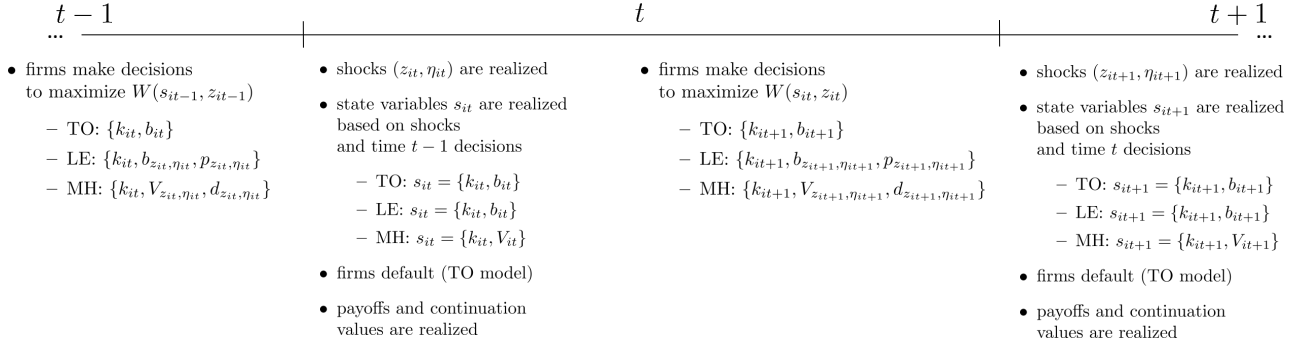 t − 1
t
t + 1
...
...
• firms make decisions
to maximize W(s_{it−1}, z_{it−1})
– TO: {k_{it}, b_{it}}
– LE: {k_{it}, b_{z_{it},η_{it}}, p_{z_{it},η_{it}}}
– MH: {k_{it}, V_{z_{it},η_{it}}, d_{z_{it},η_{it}}}
• shocks (z_{it}, η_{it}) are realized
• state variables s_{it} are realized
based on shocks
and time t − 1 decisions
– TO: s_{it} = {k_{it}, b_{it}}
– LE: s_{it} = {k_{it}, b_{it}}
– MH: s_{it} = {k_{it}, V_{it}}
• firms default (TO model)
• payoffs and continuation
values are realized
• firms make decisions
to maximize W(s_{it}, z_{it})
– TO: {k_{it+1}, b_{it+1}}
– LE: {k_{it+1}, b_{z_{it+1},η_{it+1}}, p_{z_{it+1},η_{it+1}}}
– MH: {k_{it+1}, V_{z_{it+1},η_{it+1}}, d_{z_{it+1},η_{it+1}}}
• shocks (z_{it+1}, η_{it+1}) are realized
• state variables s_{it+1} are realized
based on shocks
and time t decisions
– TO: s_{it+1} = {k_{it+1}, b_{it+1}}
– LE: s_{it+1} = {k_{it+1}, b_{it+1}}
– MH: s_{it+1} = {k_{it+1}, V_{it+1}}
• firms default (TO model)
• payoffs and continuation
values are realized